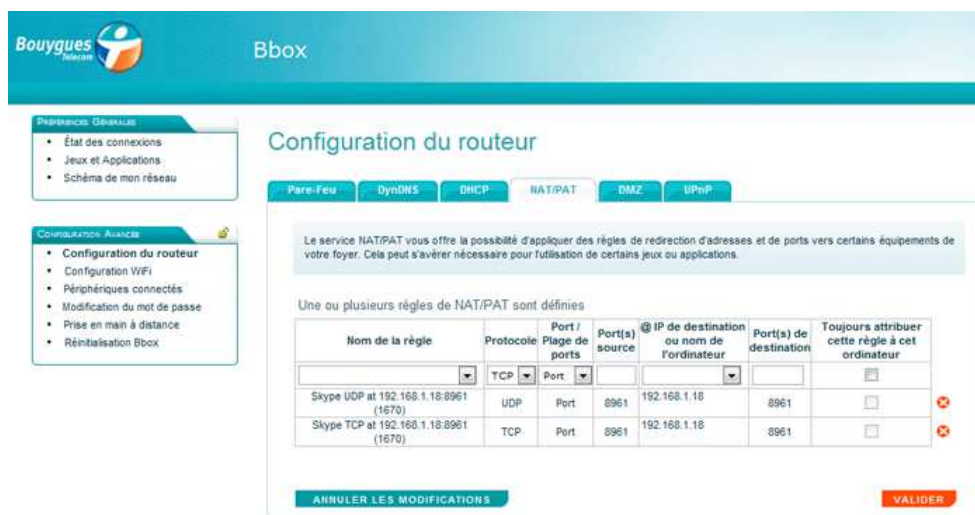 Bouygues
Telecom
Bbox
Préférences Générales
État des connexions
Jeux et Applications
Schéma de mon réseau
Configuration Avancée
Configuration du routeur
Configuration WiFi
Périphériques connectés
Modification du mot de passe
Prise en main à distance
Réinitialisation Bbox
Configuration du routeur
Pare-Feu DynDNS DHCP NAT/PAT DMZ UPnP
Le service NAT/PAT vous offre la possibilité d'appliquer des règles de redirection d'adresses et de ports vers certains équipements de
votre foyer. Cela peut s'avérer nécessaire pour l'utilisation de certains jeux ou applications.
Une ou plusieurs règles de NAT/PAT sont définies
Nom de la règle Protocole Port / Plage de ports Port(s) source @ IP de destination ou nom de l'ordinateur Port(s) de destination Toujours attribuer cette règle à cet ordinateur
TCP Port
Skype UDP at 192.168.1.18:8961 (1670) UDP Port 8961 192.168.1.18 8961
Skype TCP at 192.168.1.18:8961 (1670) TCP Port 8961 192.168.1.18 8961
ANNULER LES MODIFICATIONS VALIDER